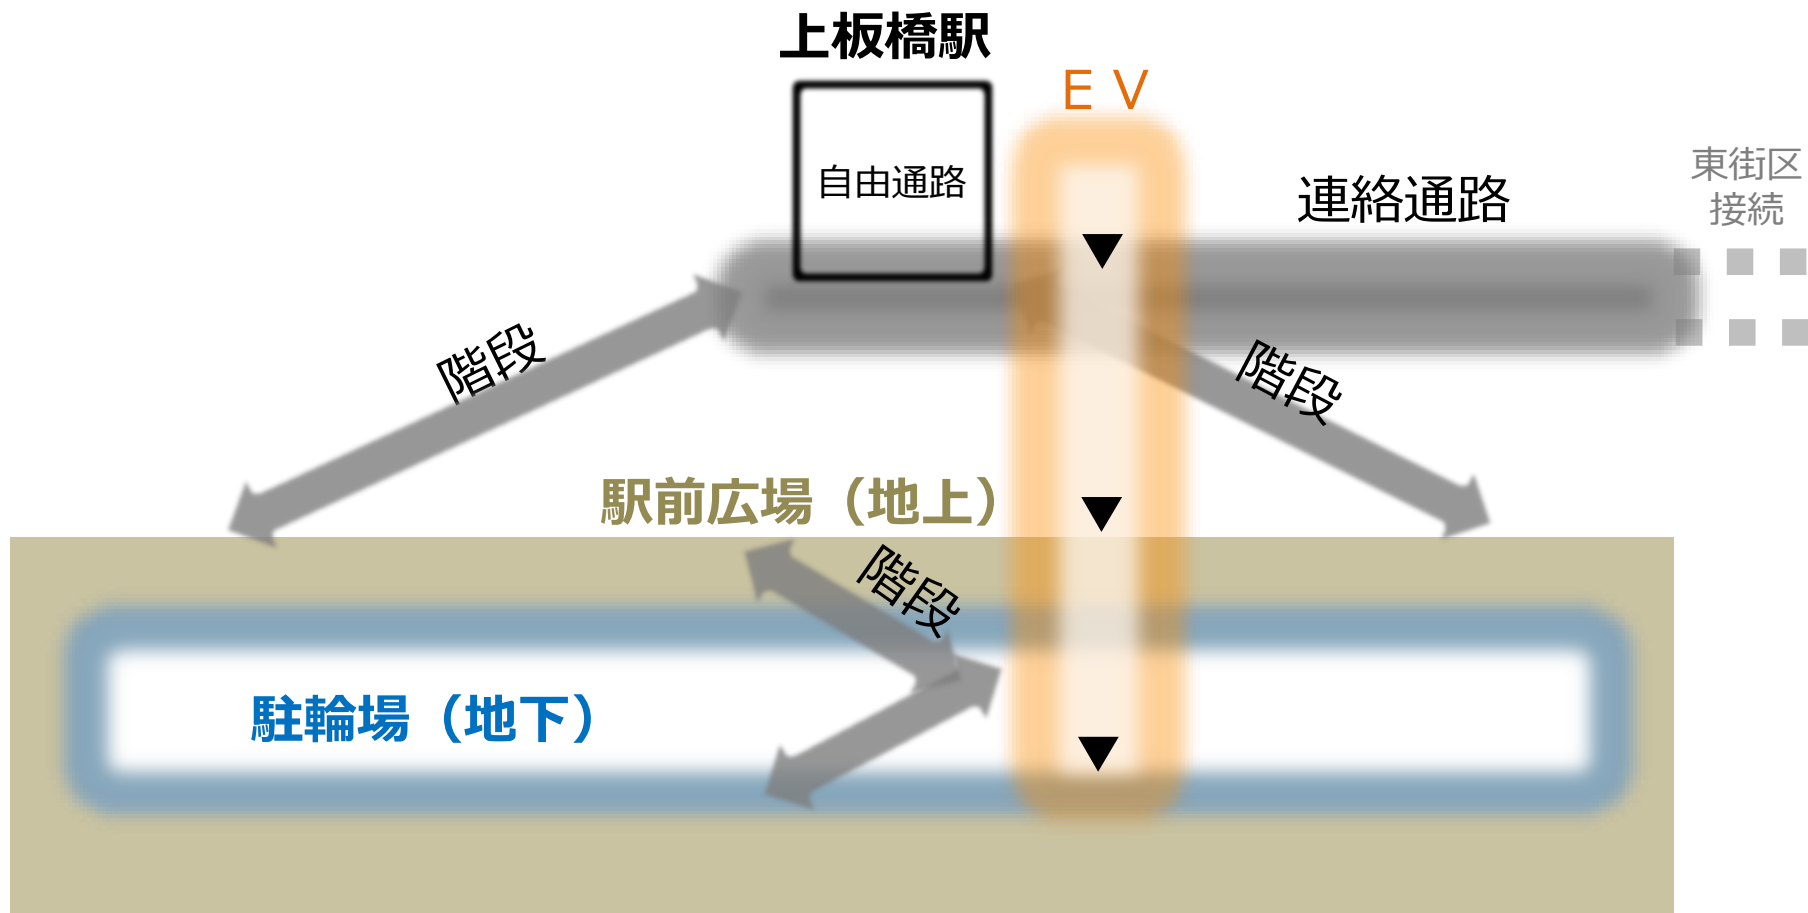 上板橋駅
ＥＶ
自由通路
連絡通路
東街区
接続
階段
階段
駅前広場（地上）
階段
駐輪場（地下）